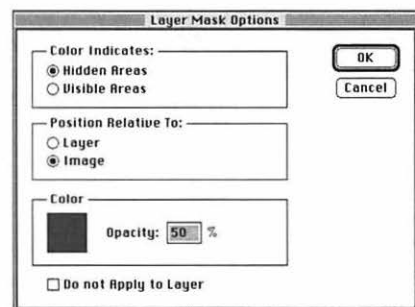 Layer Mask Options
Color Indicates:
Hidden Areas
Visible Areas
OK
Cancel
Position Relative To:
Layer
Image
Color
Opacity: 50 %
Do not Apply to Layer